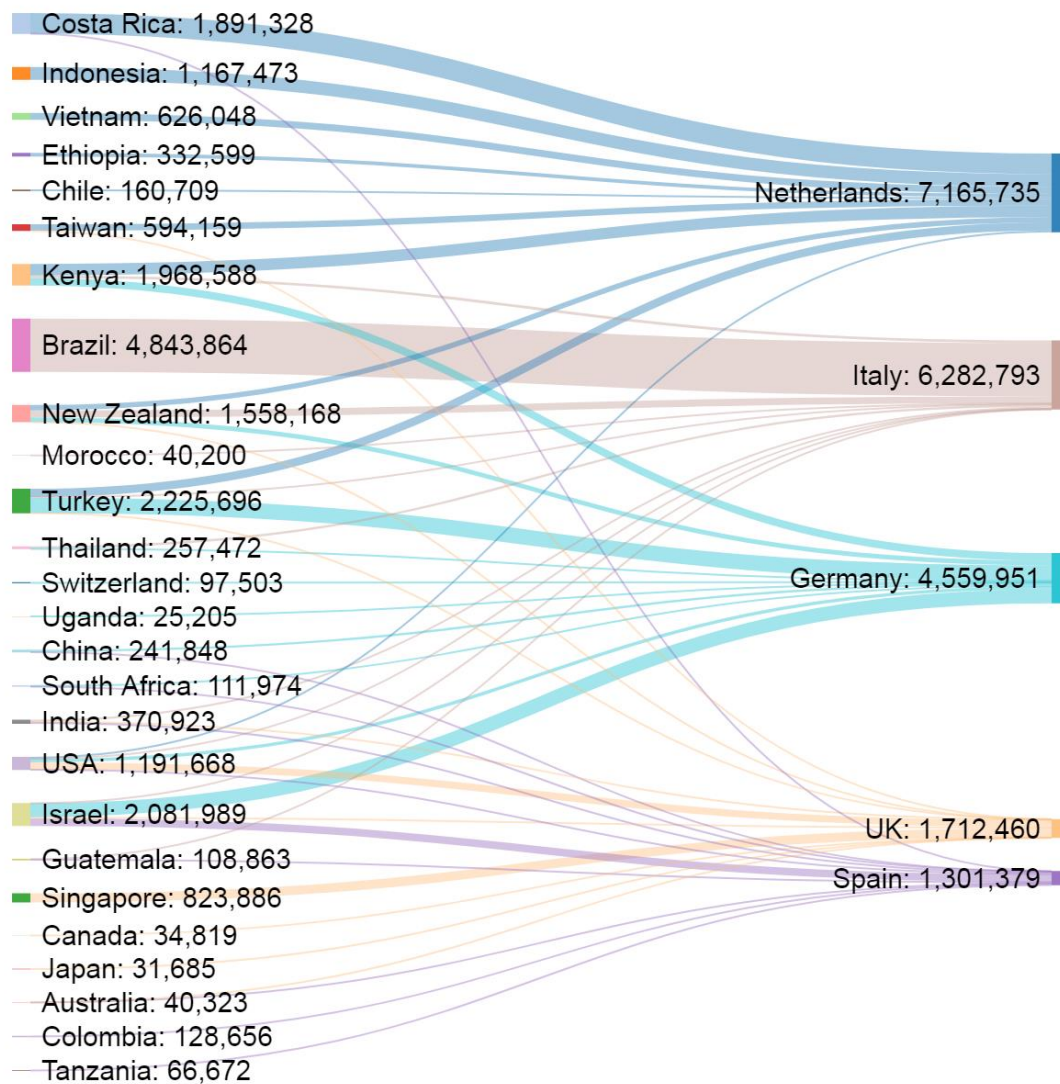 Costa Rica: 1,891,328
Indonesia: 1,167,473
Vietnam: 626,048
Ethiopia: 332,599
Chile: 160,709
Netherlands: 7,165,735
Taiwan: 594,159
Kenya: 1,968,588
Brazil: 4,843,864
Italy: 6,282,793
New Zealand: 1,558,168
Morocco: 40,200
Turkey: 2,225,696
Thailand: 257,472
Switzerland: 97,503
Germany: 4,559,951
Uganda: 25,205
China: 241,848
South Africa: 111,974
India: 370,923
USA: 1,191,668
Israel: 2,081,989
UK: 1,712,460
Guatemala: 108,863
Spain: 1,301,379
Singapore: 823,886
Canada: 34,819
Japan: 31,685
Australia: 40,323
Colombia: 128,656
Tanzania: 66,672